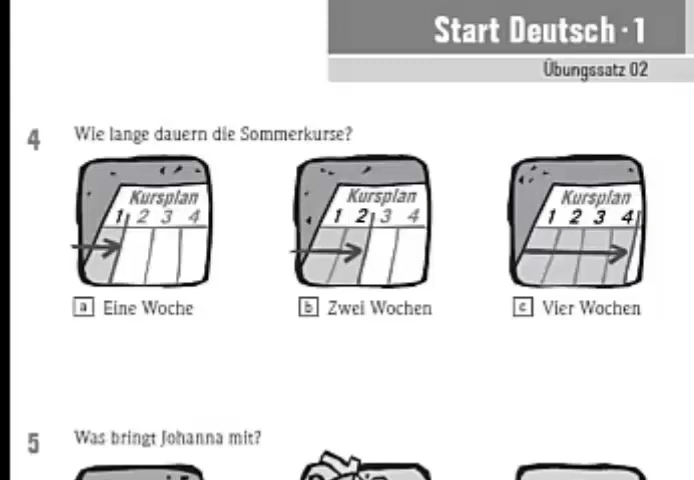 Start Deutsch · 1
Übungssatz 02
4 Wie lange dauern die Sommerkurse?
Kursplan
1 2 3 4
Kursplan
1 2 3 4
Kursplan
1 2 3 4
a Eine Woche
b Zwei Wochen
c Vier Wochen
5 Was bringt Johanna mit?